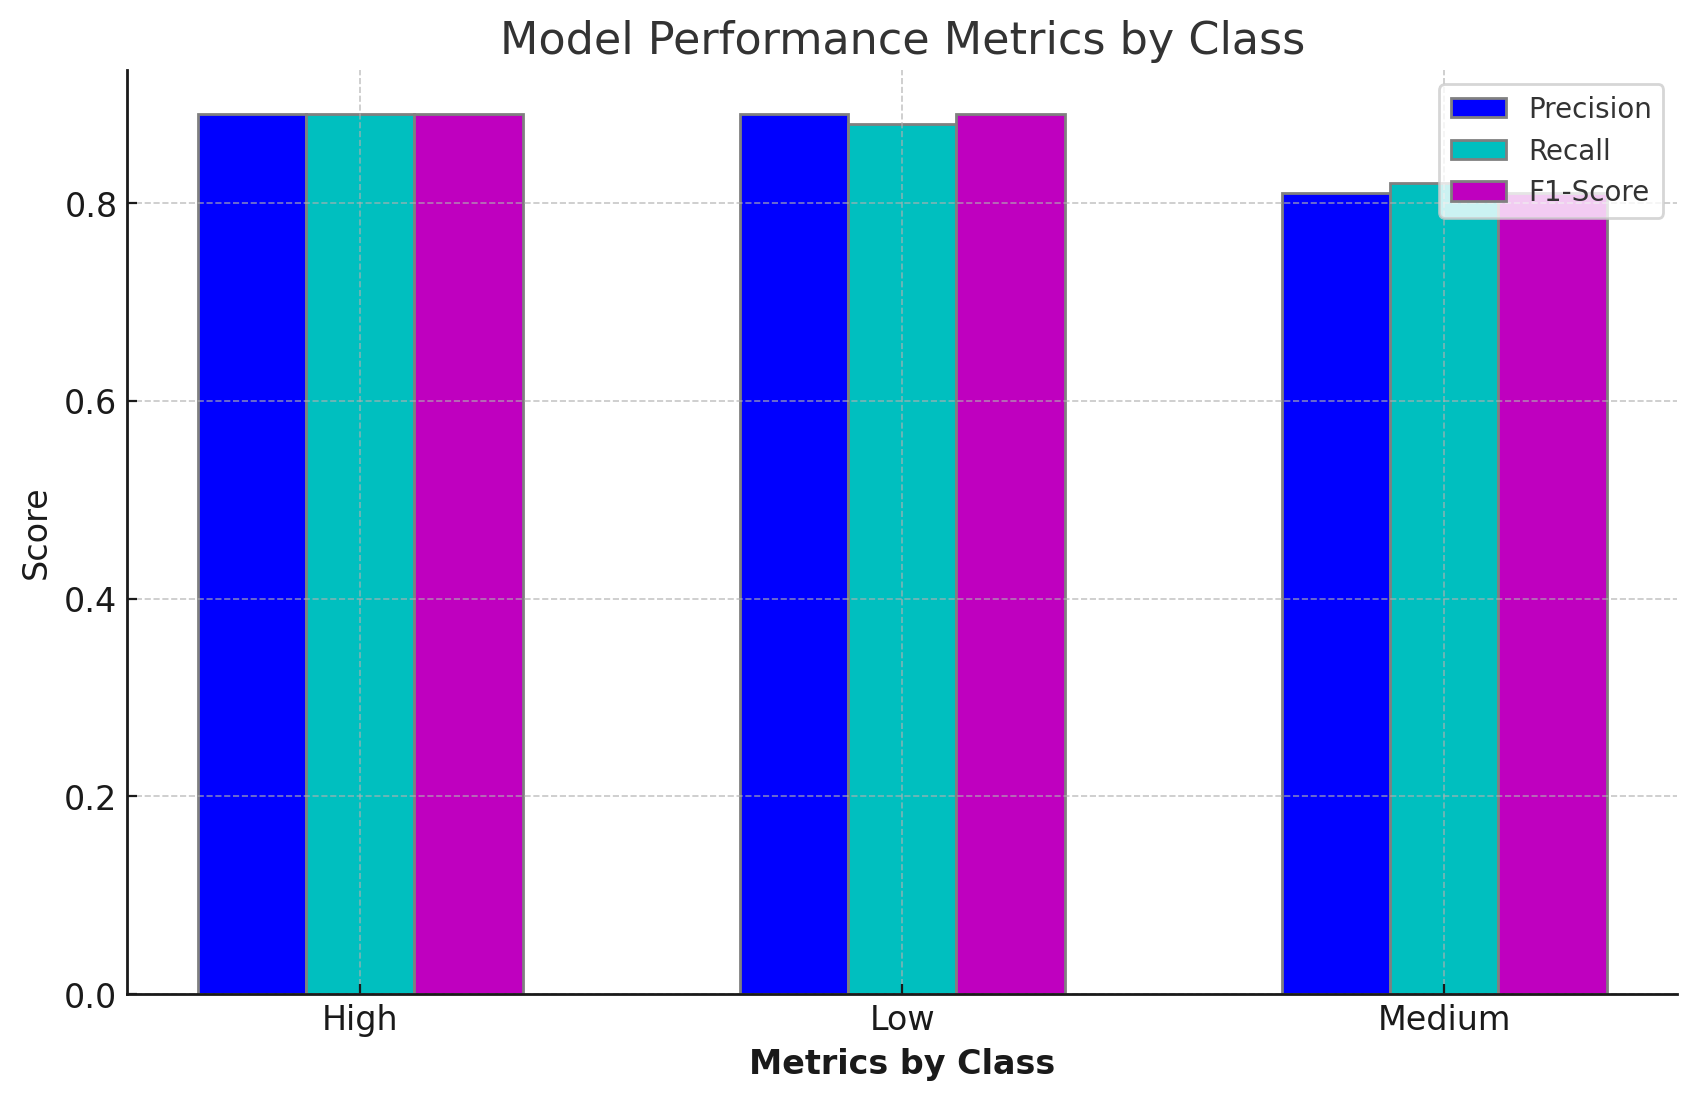 Model Performance Metrics by Class
Precision
Recall
F1-Score
Score
0.8
0.6
0.4
0.2
0.0
High
Low
Medium
Metrics by Class